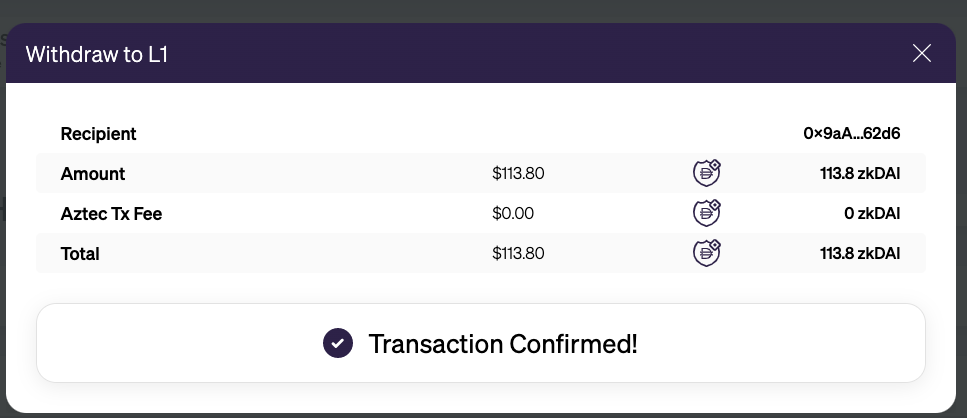 Withdraw to L1
Recipient 0×9aA...62d6
Amount $113.80 113.8 zkDAI
Aztec Tx Fee $0.00 0 zkDAI
Total $113.80 113.8 zkDAI
Transaction Confirmed!